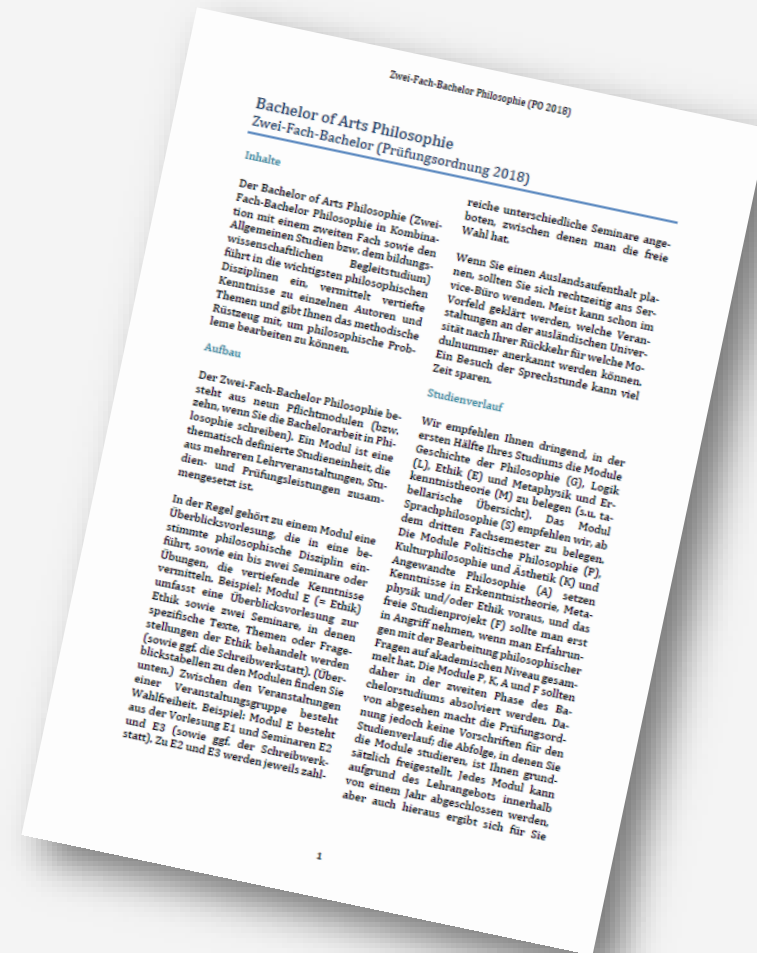 Zwei-Fach-Bachelor Philosophie (PO 2018)
Bachelor of Arts Philosophie
Zwei-Fach-Bachelor (Prüfungsordnung 2018)
Inhalte
Der Bachelor of Arts Philosophie (Zwei-
Fach-Bachelor Philosophie in Kombina-
tion mit einem zweiten Fach sowie den
Allgemeinen Studien bzw. dem bildungs-
wissenschaftlichen Begleitstudium)
führt in die wichtigsten philosophischen
Disziplinen ein, vermittelt vertiefte
Kenntnisse zu einzelnen Autoren und
Themen und gibt Ihnen das methodische
Rüstzeug mit, um philosophische Prob-
leme bearbeiten zu können.
Aufbau
Der Zwei-Fach-Bachelor Philosophie be-
steht aus neun Pflichtmodulen (bzw.
zehn, wenn Sie die Bachelorarbeit in Phi-
losophie schreiben). Ein Modul ist eine
thematisch definierte Studieneinheit, die
aus mehreren Lehrveranstaltungen, Stu-
dien- und Prüfungsleistungen zusam-
mengesetzt ist.
In der Regel gehört zu einem Modul eine
Überblicksvorlesung, die in eine be-
stimmte philosophische Disziplin ein-
führt, sowie ein bis zwei Seminare oder
Übungen, die vertiefende Kenntnisse
vermitteln. Beispiel: Modul E (= Ethik)
umfasst eine Überblicksvorlesung zur
Ethik sowie zwei Seminare, in denen
spezifische Texte, Themen oder Frage-
stellungen der Ethik behandelt werden
(sowie ggf. die Schreibwerkstatt). (Über-
blickstabellen zu den Modulen finden Sie
unten.) Zwischen den Veranstaltungen
einer Veranstaltungsgruppe besteht
Wahlfreiheit. Beispiel: Modul E besteht
aus der Vorlesung E1 und Seminaren E2
und E3 (sowie ggf. der Schreibwerk-
statt). Zu E2 und E3 werden jeweils zahl-
reiche unterschiedliche Seminare ange-
boten, zwischen denen man die freie
Wahl hat.
Wenn Sie einen Auslandsaufenthalt pla-
nen, sollten Sie sich rechtzeitig ans Ser-
vice-Büro wenden. Meist kann schon im
Vorfeld geklärt werden, welche Veran-
staltungen an der ausländischen Univer-
sität nach Ihrer Rückkehr für welche Mo-
dulnummer anerkannt werden können.
Ein Besuch der Sprechstunde kann viel
Zeit sparen.
Studienverlauf
Wir empfehlen Ihnen dringend, in der
ersten Hälfte Ihres Studiums die Module
Geschichte der Philosophie (G), Logik
(L), Ethik (E) und Metaphysik und Er-
kenntnistheorie (M) zu belegen (s.u. ta-
bellarische Übersicht). Das Modul
Sprachphilosophie (S) empfehlen wir, ab
dem dritten Fachsemester zu belegen.
Die Module Politische Philosophie (P),
Kulturphilosophie und Ästhetik (K) und
Angewandte Philosophie (A) setzen
Kenntnisse in Erkenntnistheorie, Meta-
physik und/oder Ethik voraus, und das
freie Studienprojekt (F) sollte man erst
in Angriff nehmen, wenn man Erfahrun-
gen mit der Bearbeitung philosophischer
Fragen auf akademischen Niveau gesam-
melt hat. Die Module P, K, A und F sollten
daher in der zweiten Phase des Ba-
chelorstudiums absolviert werden. Da-
von abgesehen macht die Prüfungsord-
nung jedoch keine Vorschriften für den
Studienverlauf; die Abfolge, in denen Sie
die Module studieren, ist Ihnen grund-
sätzlich freigestellt. Jedes Modul kann
aufgrund des Lehrangebots innerhalb
von einem Jahr abgeschlossen werden,
aber auch hieraus ergibt sich für Sie
1